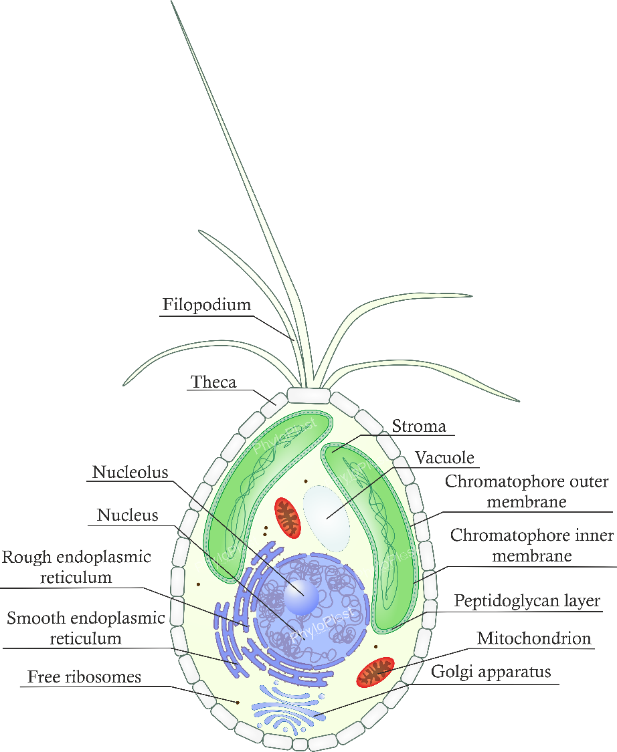 Filopodium
Theca
Stroma
Vacuole
Nucleolus
Chromatophore outer
membrane
Nucleus
Chromatophore inner
membrane
Rough endoplasmic
reticulum
Peptidoglycan layer
Smooth endoplasmic
reticulum
Mitochondrion
Free ribosomes
Golgi apparatus